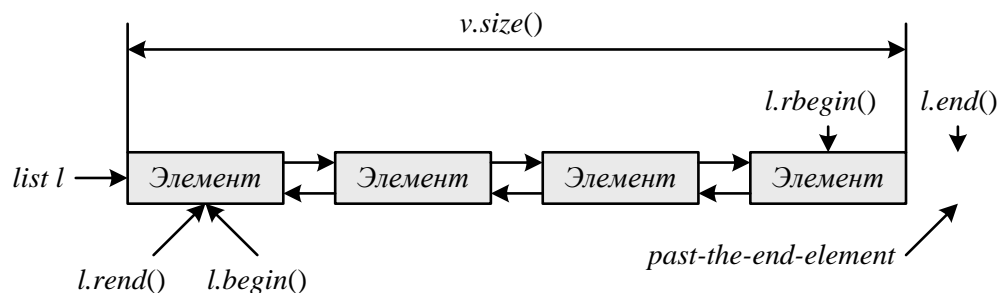 v.size()
l.rbegin()
l.end()
list l
Элемент
Элемент
Элемент
Элемент
past-the-end-element
l.rend()
l.begin()